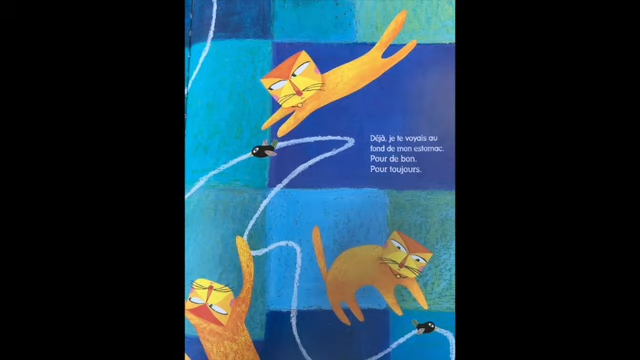 Déjà, je te voyais au
fond de mon estomac.
Pour de bon.
Pour toujours.